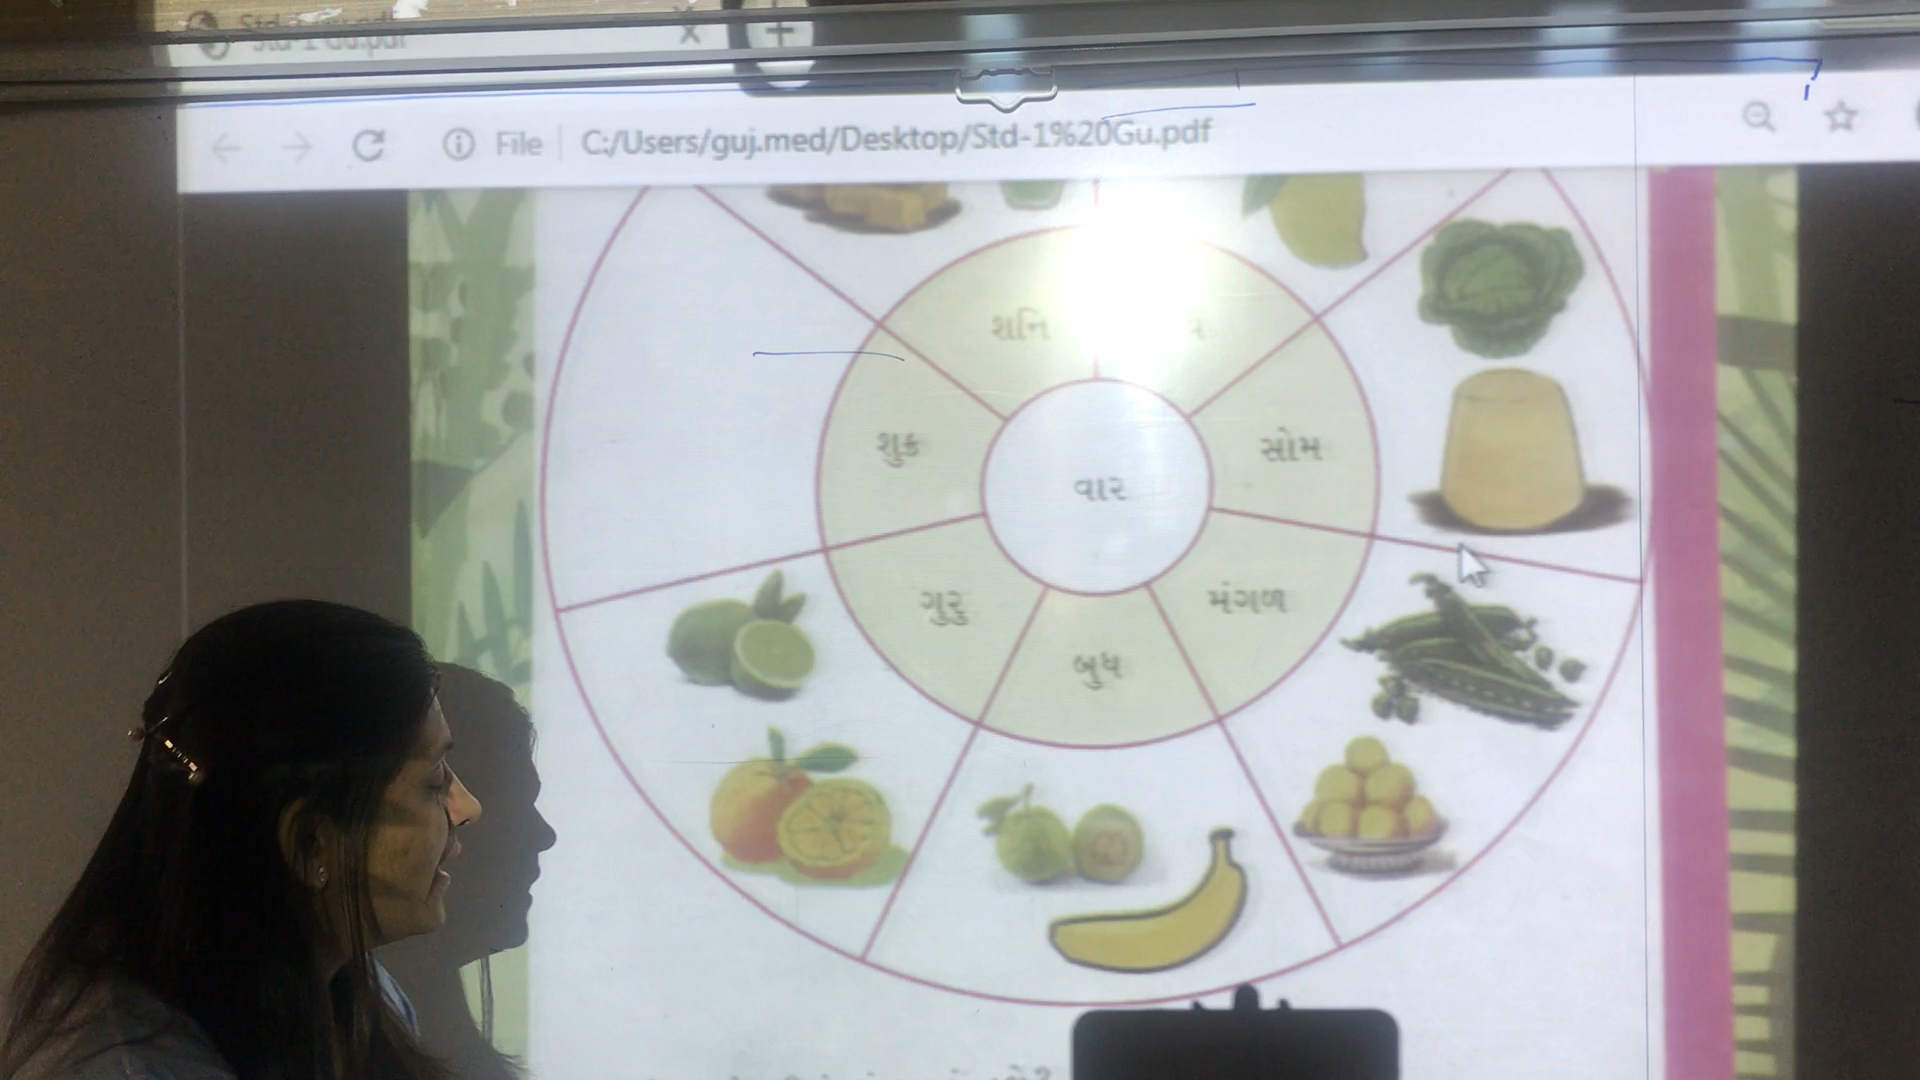 Std-1 Gu.pdf
File C:/Users/guj.med/Desktop/Std-1%20Gu.pdf
શનિ
શુક્ર
સોમ
વાર
ગુરુ
મંગળ
બુધ